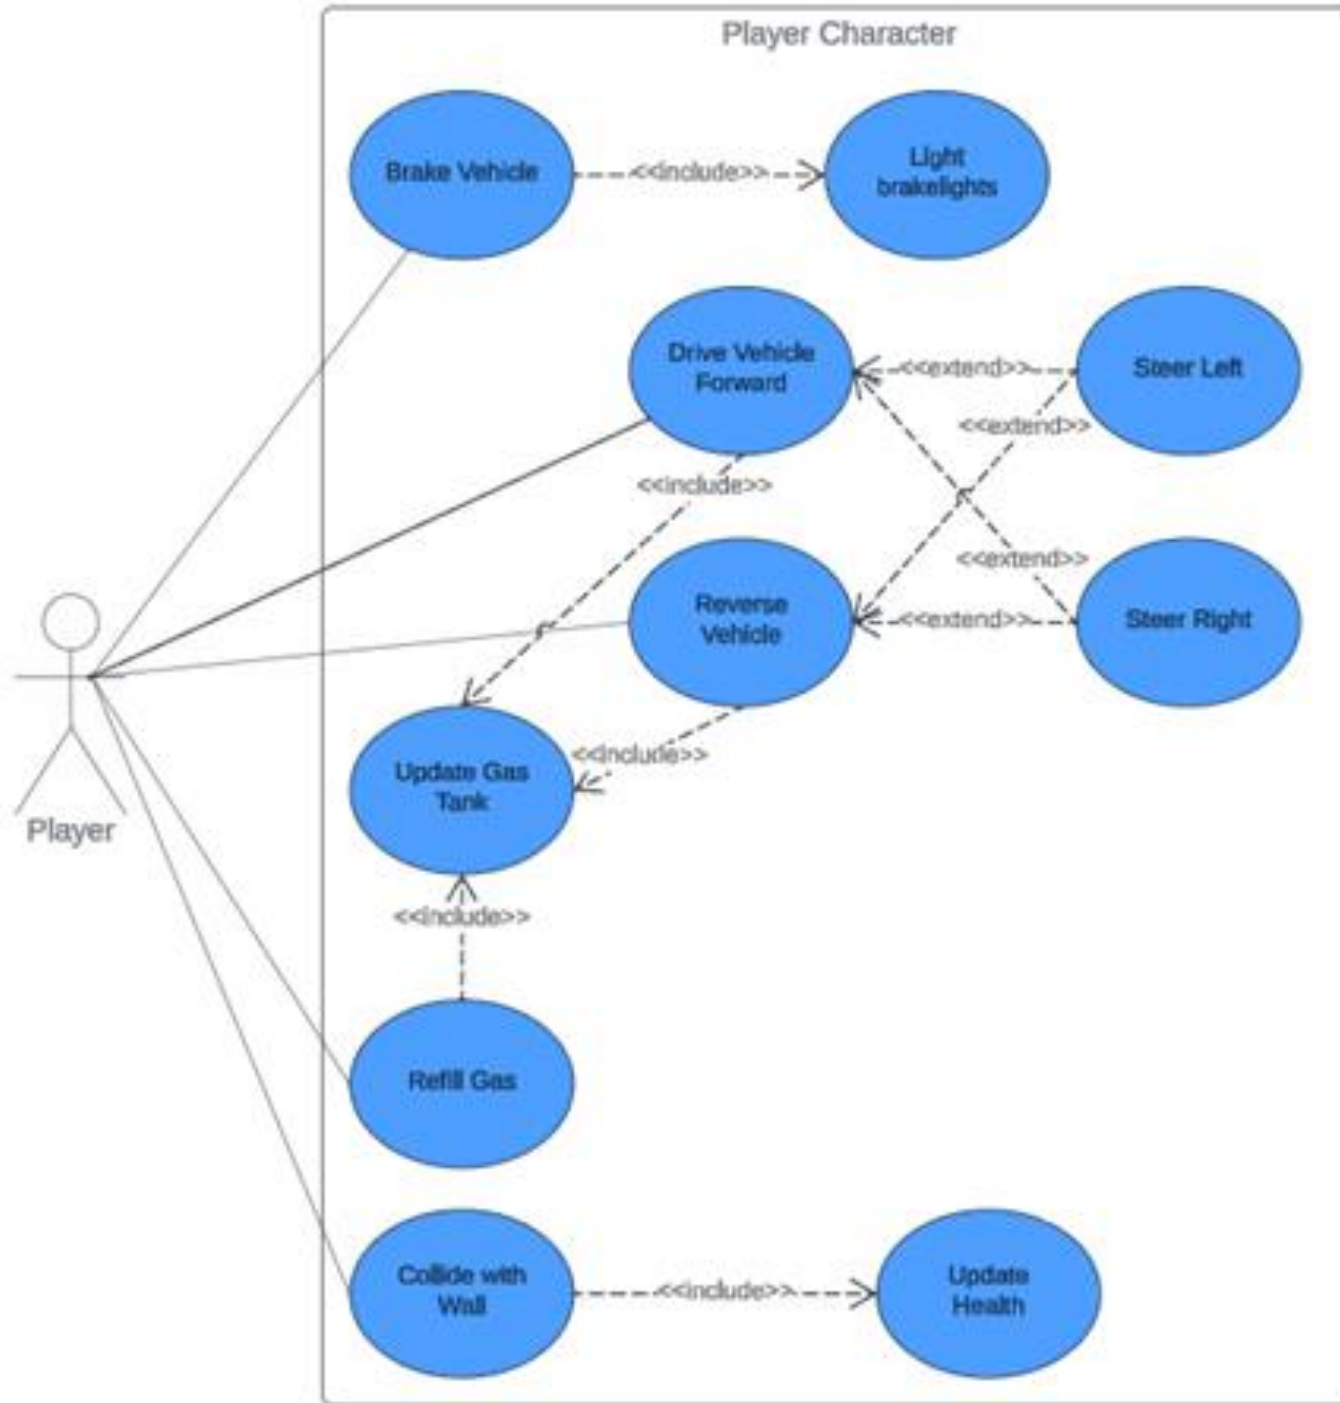 Player Character
Brake Vehicle
<<include>>
Light
brakelights
Drive Vehicle
Forward
<<extend>>
Steer Left
<<extend>>
<<include>>
<<extend>>
Reverse
Vehicle
<<extend>>
Steer Right
<<include>>
Update Gas
Tank
Player
<<include>>
Refill Gas
Collide with
Wall
<<include>>
Update
Health